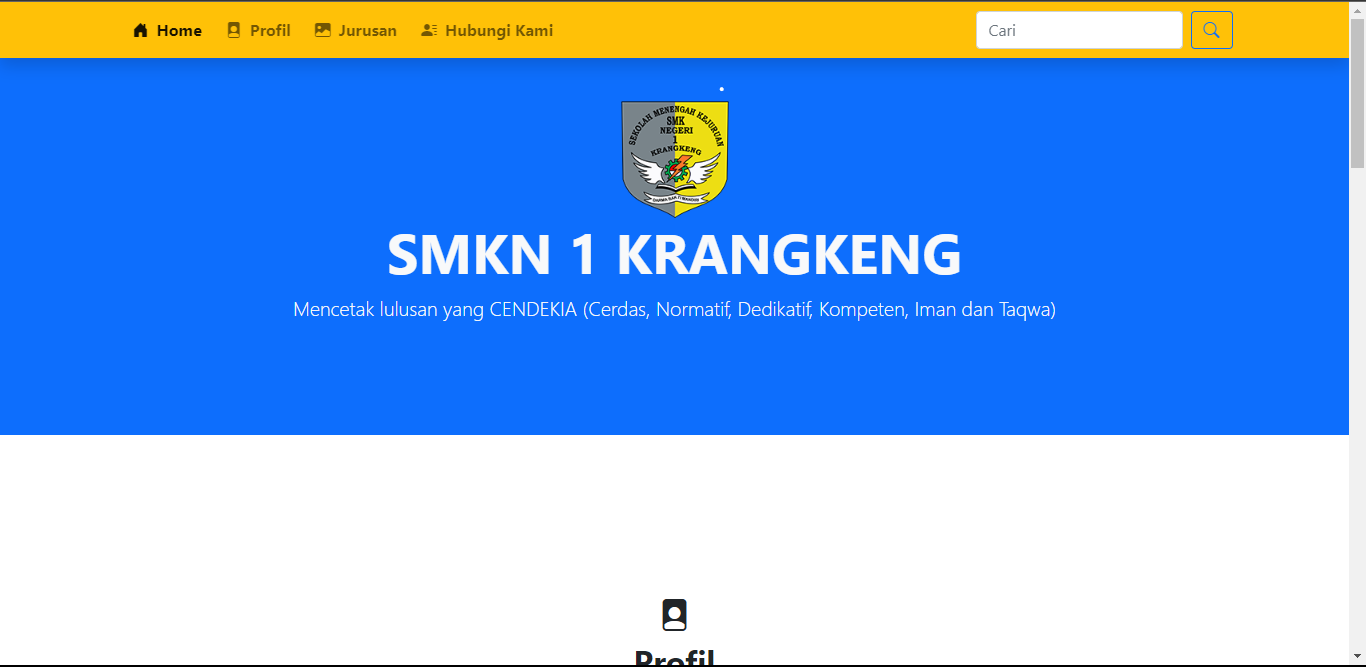 Home Profil Jurusan Hubungi Kami Cari
SEKOLAH MENENGAH KEJURUAN
SMK
NEGERI
1
KRANGKENG
SMKN 1 KRANGKENG
Mencetak lulusan yang CENDEKIA (Cerdas, Normatif, Dedikatif, Kompeten, Iman dan Taqwa)
Profil